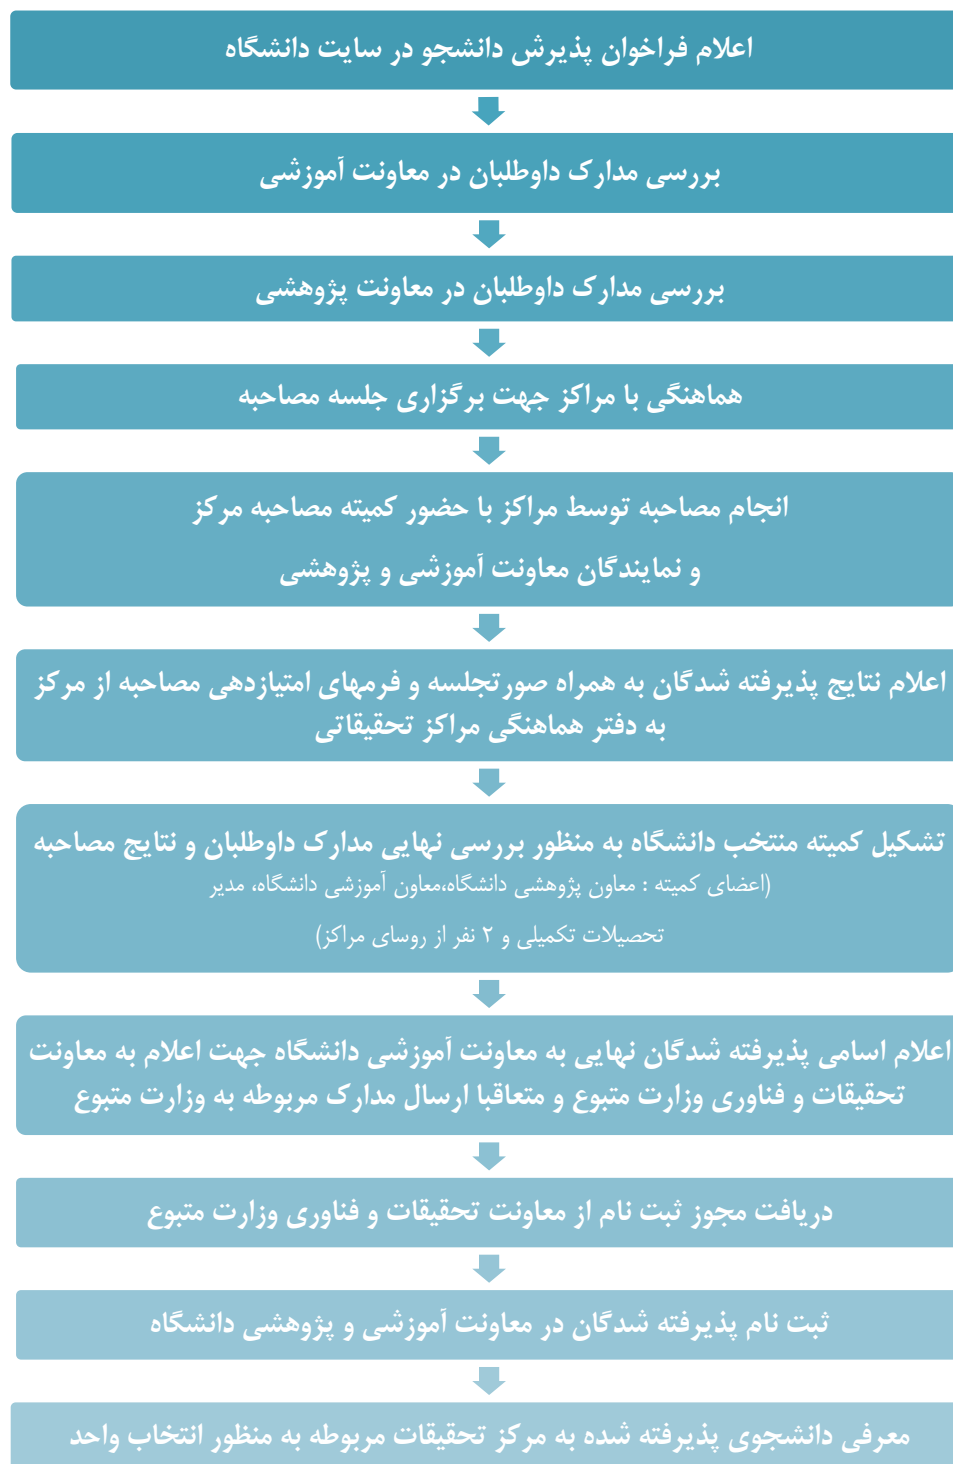 اعلام فراخوان پذیرش دانشجو در سایت دانشگاه
بررسی مدارک داوطلبان در معاونت آموزشی
بررسی مدارک داوطلبان در معاونت پژوهشی
هماهنگی با مراکز جهت برگزاری جلسه مصاحبه
انجام مصاحبه توسط مراکز با حضور کمیته مصاحبه مرکز
و نمایندگان معاونت آموزشی و پژوهشی
اعلام نتایج پذیرفته شدگان به همراه صورتجلسه و فرمهای امتیازدهی مصاحبه از مرکز
به دفتر هماهنگی مراکز تحقیقاتی
تشکیل کمیته منتخب دانشگاه به منظور بررسی نهایی مدارک داوطلبان و نتایج مصاحبه
(اعضای کمیته : معاون پژوهشی دانشگاه،معاون آموزشی دانشگاه، مدیر
تحصیلات تکمیلی و ۲ نفر از روسای مراکز)
اعلام اسامی پذیرفته شدگان نهایی به معاونت آموزشی دانشگاه جهت اعلام به معاونت
تحقیقات و فناوری وزارت متبوع و متعاقبا ارسال مدارک مربوطه به وزارت متبوع
دریافت مجوز ثبت نام از معاونت تحقیقات و فناوری وزارت متبوع
ثبت نام پذیرفته شدگان در معاونت آموزشی و پژوهشی دانشگاه
معرفی دانشجوی پذیرفته شده به مرکز تحقیقات مربوطه به منظور انتخاب واحد